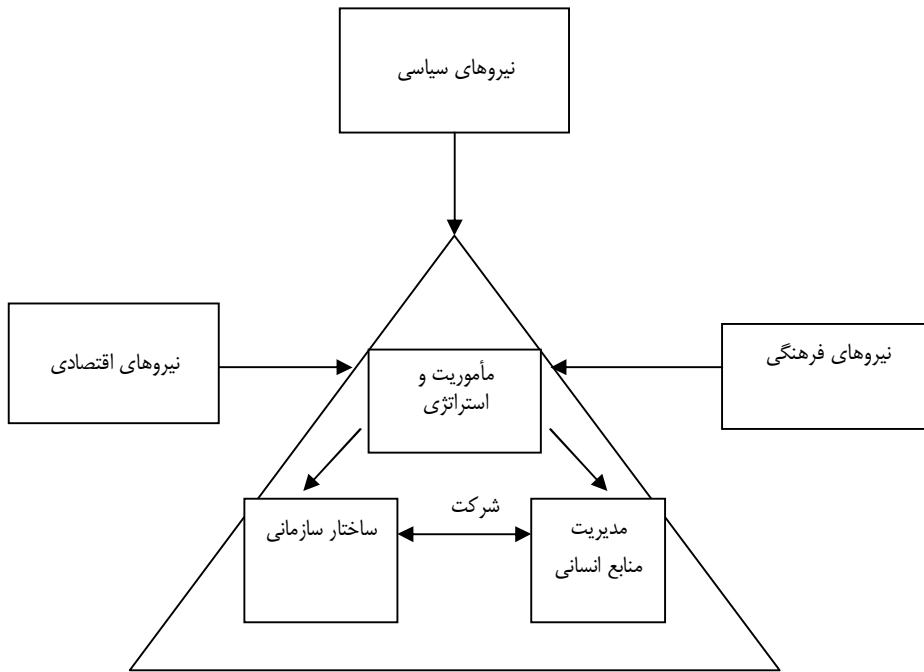 نیروهای سیاسی
نیروهای فرهنگی
نیروهای اقتصادی
مأموریت و
استراتژی
شرکت
مدیریت
منابع انسانی
ساختار سازمانی